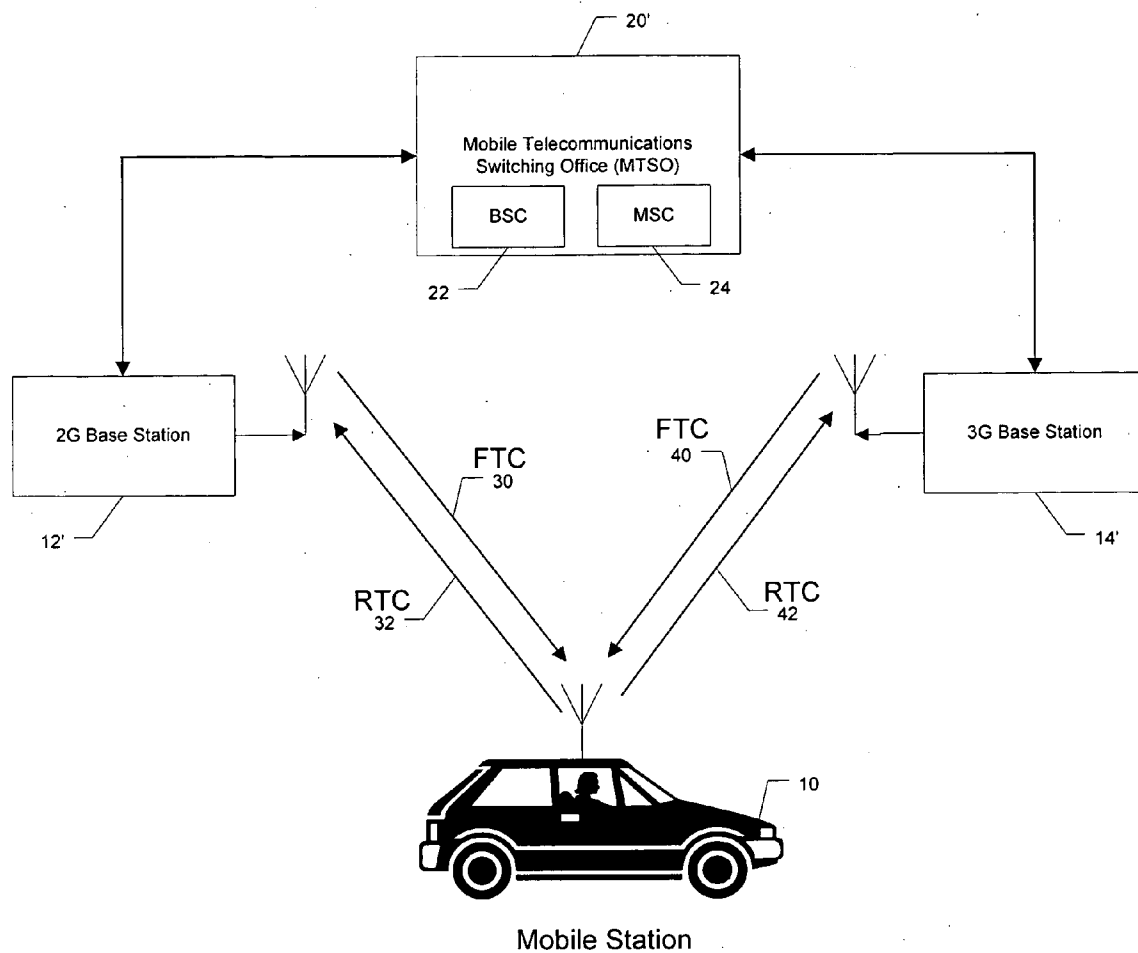 20'
Mobile Telecommunications
Switching Office (MTSO)
BSC
MSC
22
24
2G Base Station
3G Base Station
FTC
30
FTC
40
12'
14'
RTC
32
RTC
42
10
Mobile Station